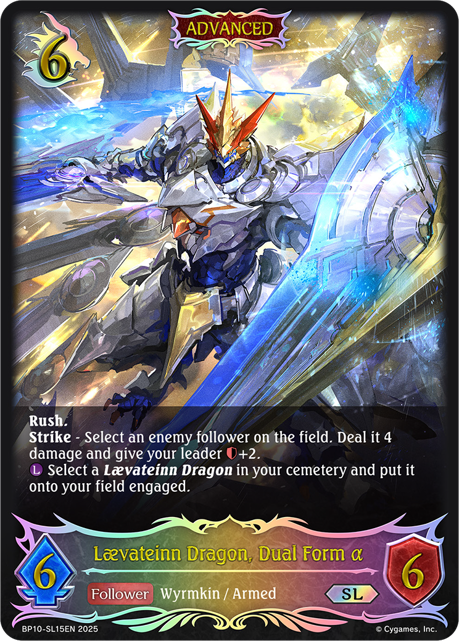 ADVANCED
6
Rush.
Strike - Select an enemy follower on the field. Deal it 4
damage and give your leader +2.
L Select a Lævateinn Dragon in your cemetery and put it
onto your field engaged.
Lævateinn Dragon, Dual Form α
6
Follower Wyrmkin / Armed
SL
6
BP10-SL15EN 2025
© Cygames, Inc.